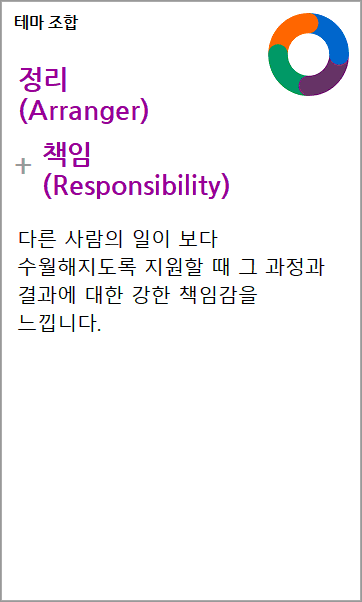 테마 조합
정리
(Arranger)
+ 책임
(Responsibility)
다른 사람의 일이 보다
수월해지도록 지원할 때 그 과정과
결과에 대한 강한 책임감을
느낍니다.